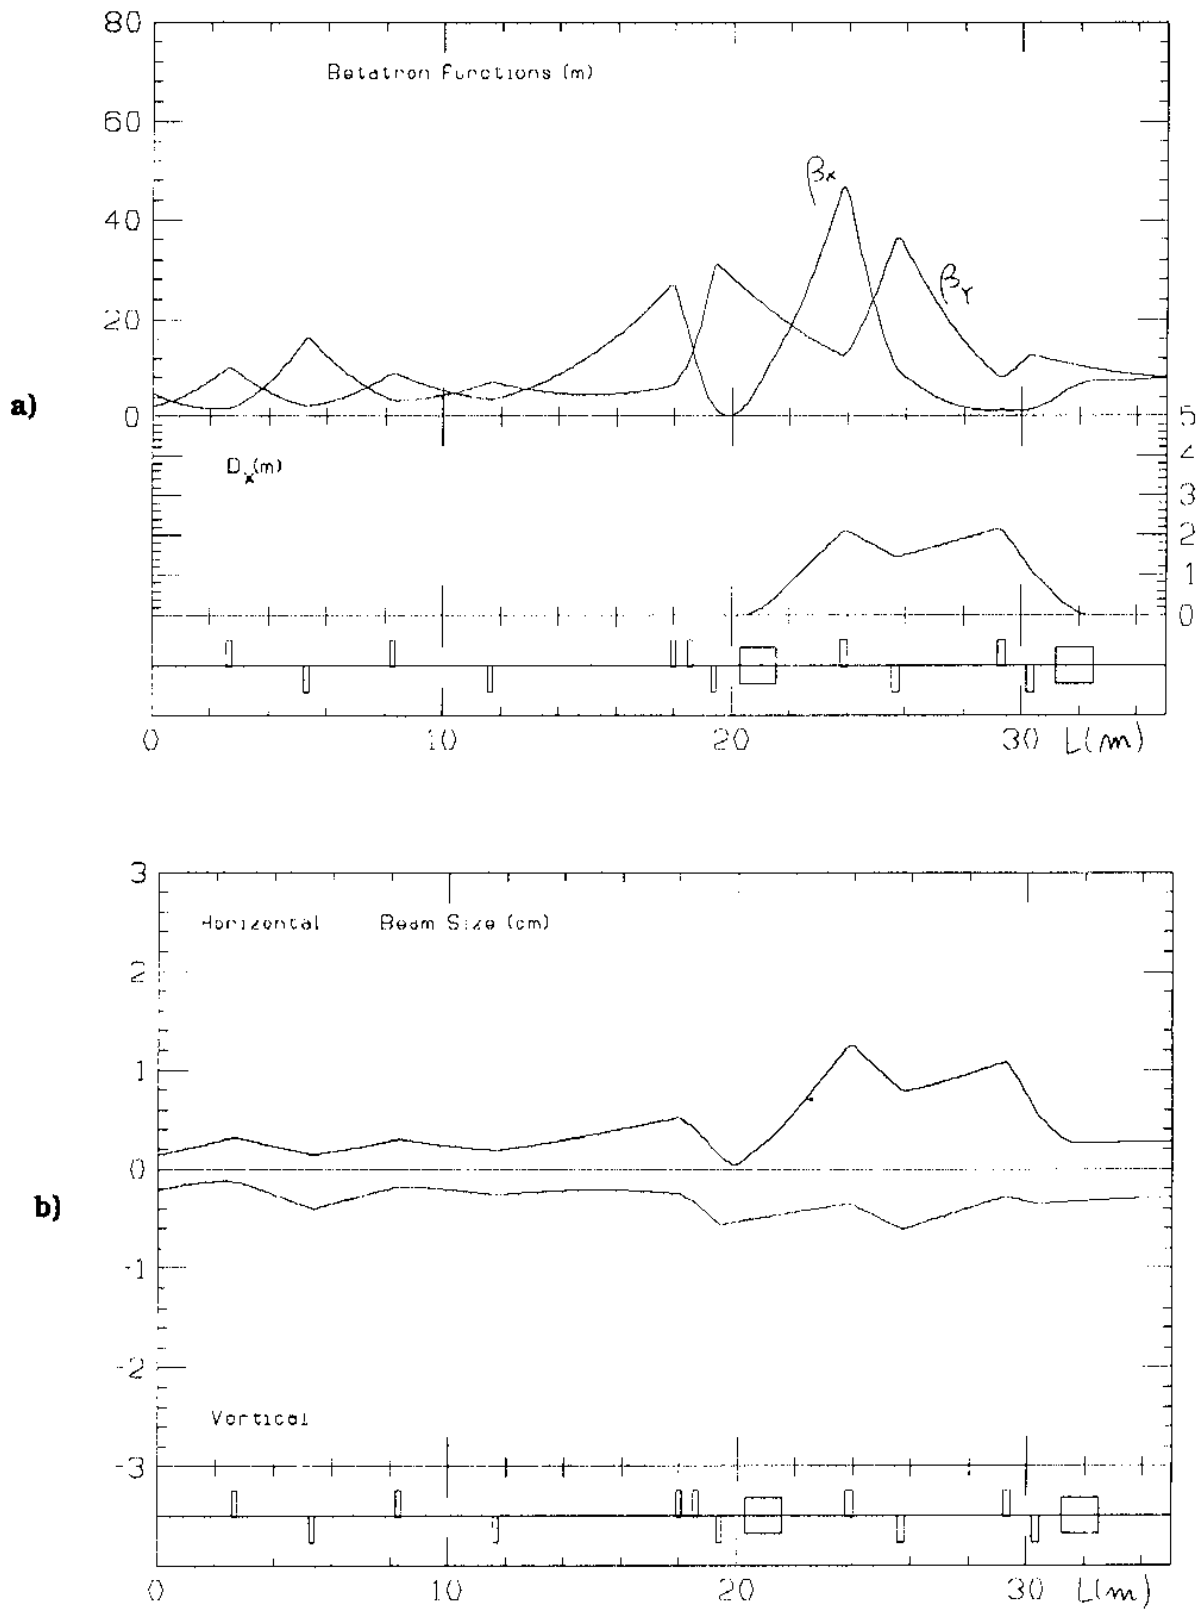 80
Betatron Functions (m)
60
βx
40
βY
20
a)
0
5
Dx(m)
4
3
2
1
0
0 10 20 30 L(m)
3
Horizontal Beam Size (cm)
2
1
0
b)
-1
-2
Vertical
-3
0 10 20 30 L(m)